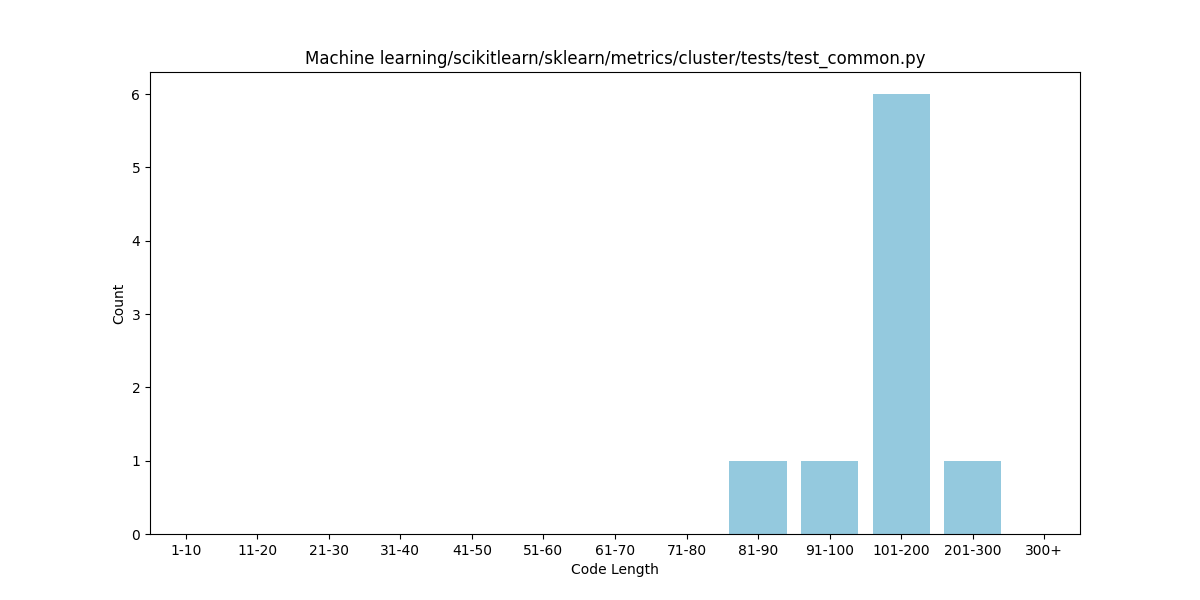 Machine learning/scikitlearn/sklearn/metrics/cluster/tests/test_common.py
6
5
4
3
2
1
0
Count
1-10 11-20 21-30 31-40 41-50 51-60 61-70 71-80 81-90 91-100 101-200 201-300 300+
Code Length